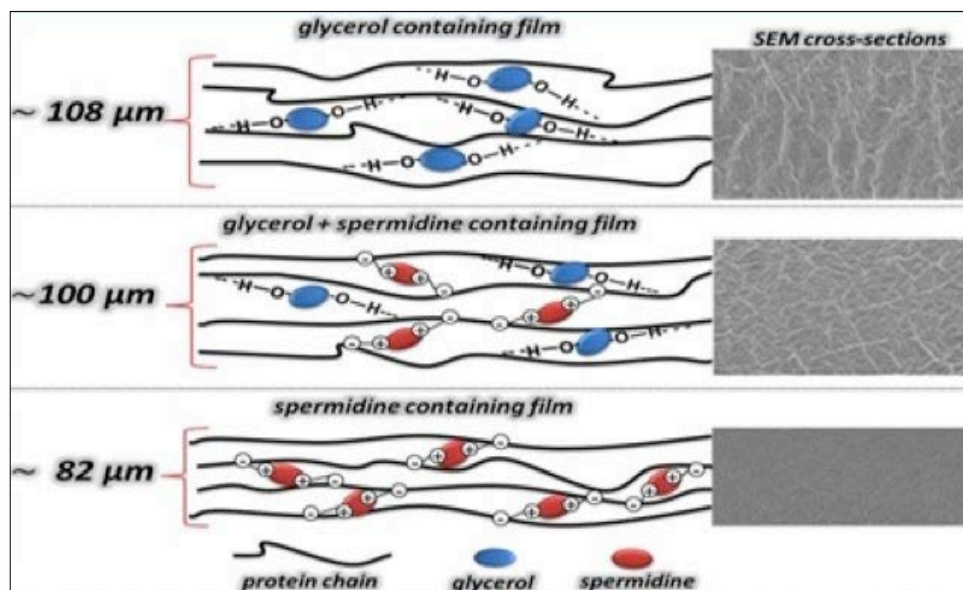 glycerol containing film
SEM cross-sections
~ 108 µm
H-O O-H
H-O O-H
H-O O-H
H-O O-H
glycerol + spermidine containing film
~100 µm
- + + -
H-O O-H
H-O O-H
- + + -
- + + -
H-O O-H
spermidine containing film
~ 82 µm
- + + -
- + + -
- + + -
- + + -
- + + -
protein chain
glycerol
spermidine